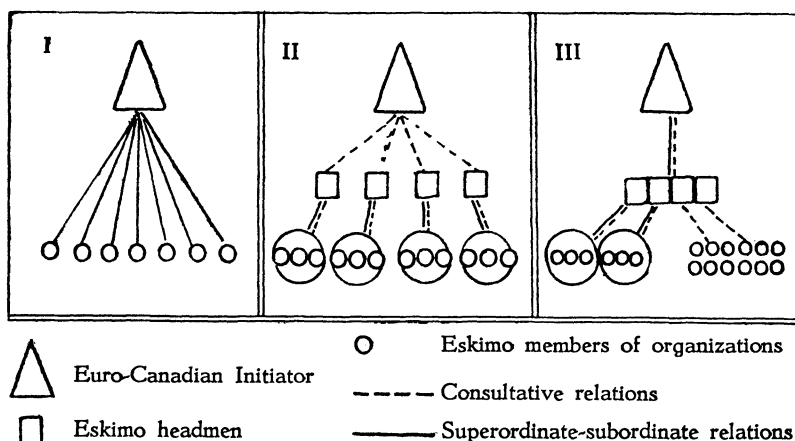 I
II
III
Euro-Canadian Initiator
Eskimo headmen
Eskimo members of organizations
Consultative relations
Superordinate-subordinate relations